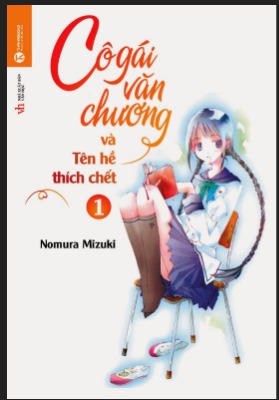 Cô gái
văn
chương
và
Tên hề
thích chết
1
Nomura Mizuki